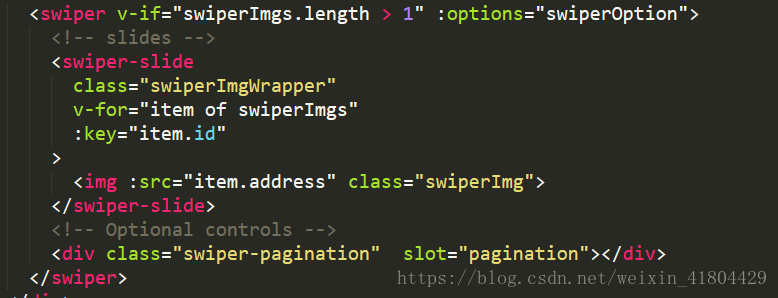 <swiper v-if="swiperImgs.length > 1" :options="swiperOption">
<!-- slides -->
<swiper-slide
class="swiperImgWrapper"
v-for="item of swiperImgs"
:key="item.id"
>
<img :src="item.address" class="swiperImg">
</swiper-slide>
<!-- Optional controls -->
<div class="swiper-pagination"  slot="pagination"></div>
</swiper>
https://blog.csdn.net/weixin_41804429